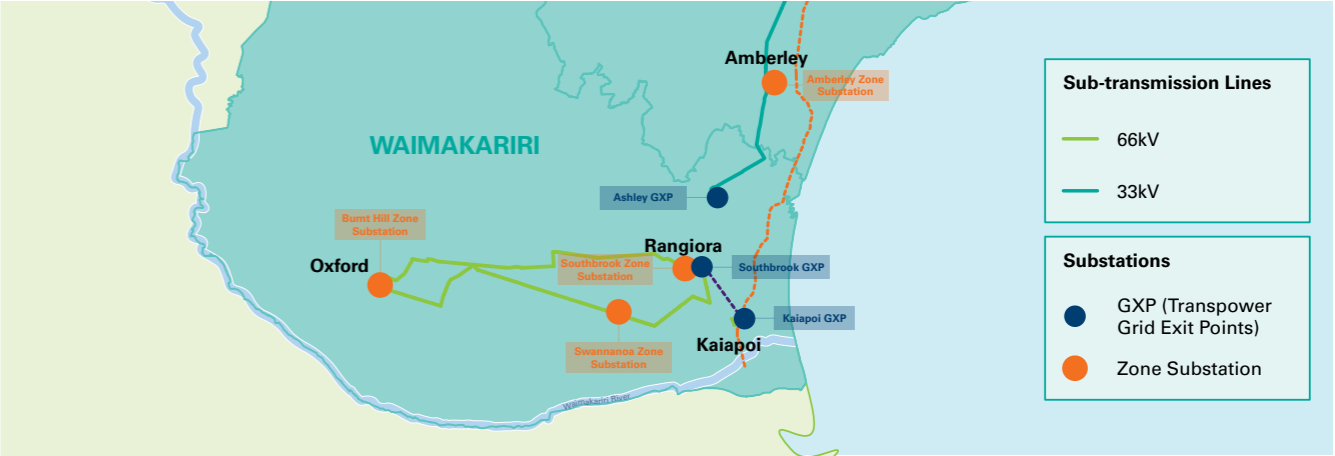 Amberley
Amberley Zone
Substation
WAIMAKARIRI
Ashley GXP
Burnt Hill Zone
Substation
Oxford
Rangiora
Southbrook Zone
Substation
Southbrook GXP
Kaiapoi GXP
Kaiapoi
Swannanoa Zone
Substation
Waimakariri River
Sub-transmission Lines
66kV
33kV
Substations
GXP (Transpower
Grid Exit Points)
Zone Substation